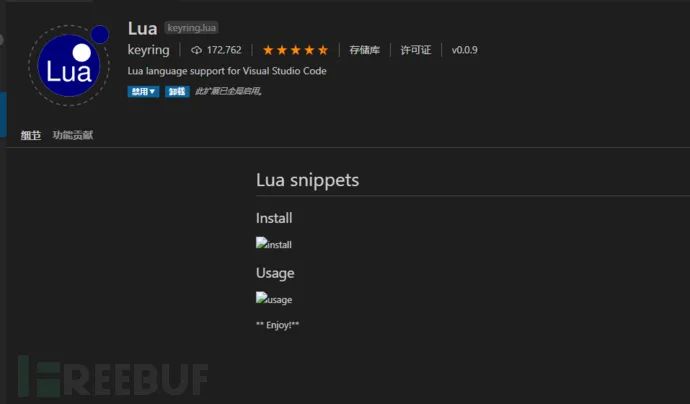 Lua
Lua keyring.lua
keyring 172,762 存储库 许可证 v0.0.9
Lua language support for Visual Studio Code
禁用 卸载 此扩展已全局启用。
细节 功能贡献
Lua snippets
Install
install
Usage
usage
** Enjoy!**
FREEBUF